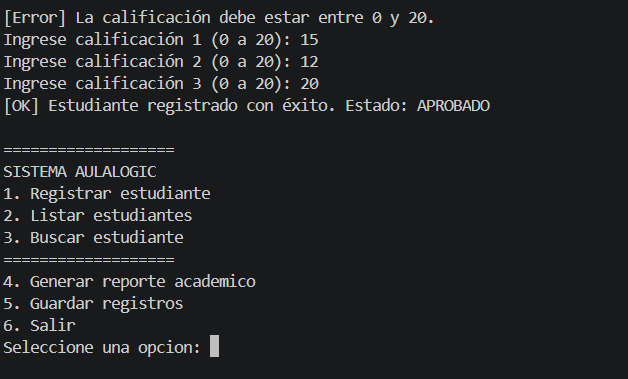 [Error] La calificación debe estar entre 0 y 20.
Ingrese calificación 1 (0 a 20): 15
Ingrese calificación 2 (0 a 20): 12
Ingrese calificación 3 (0 a 20): 20
[OK] Estudiante registrado con éxito. Estado: APROBADO
===================
SISTEMA AULALOGIC
1. Registrar estudiante
2. Listar estudiantes
3. Buscar estudiante
===================
4. Generar reporte academico
5. Guardar registros
6. Salir
Seleccione una opcion: